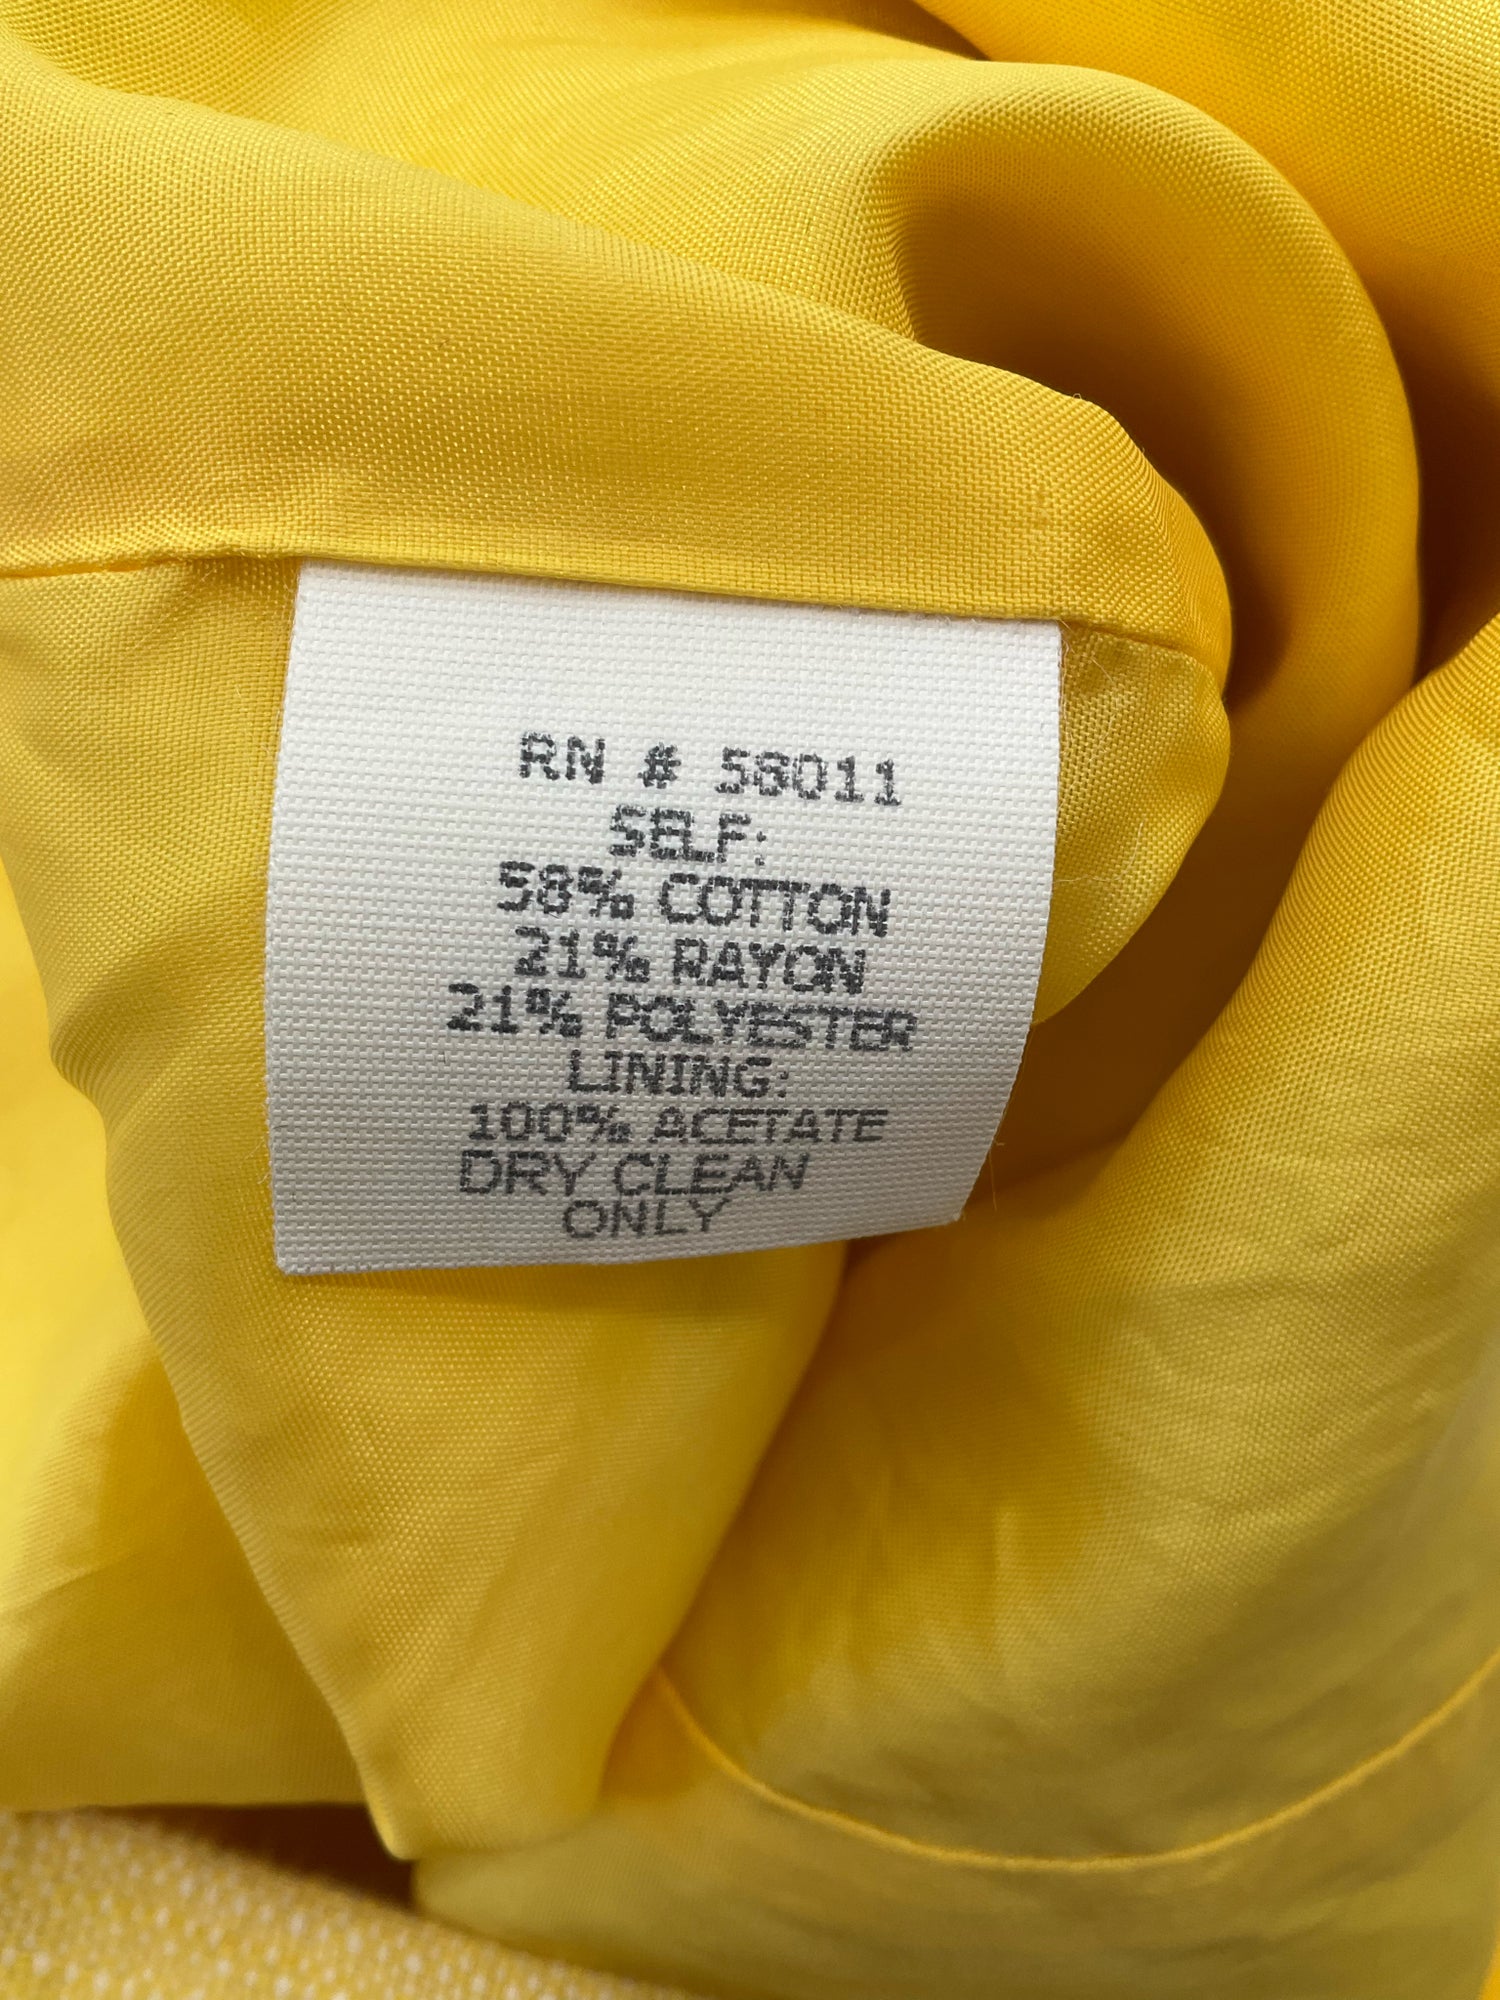 RN # 58011
SELF:
58% COTTON
21% RAYON
21% POLYESTER
LINING:
100% ACETATE
DRY CLEAN
ONLY